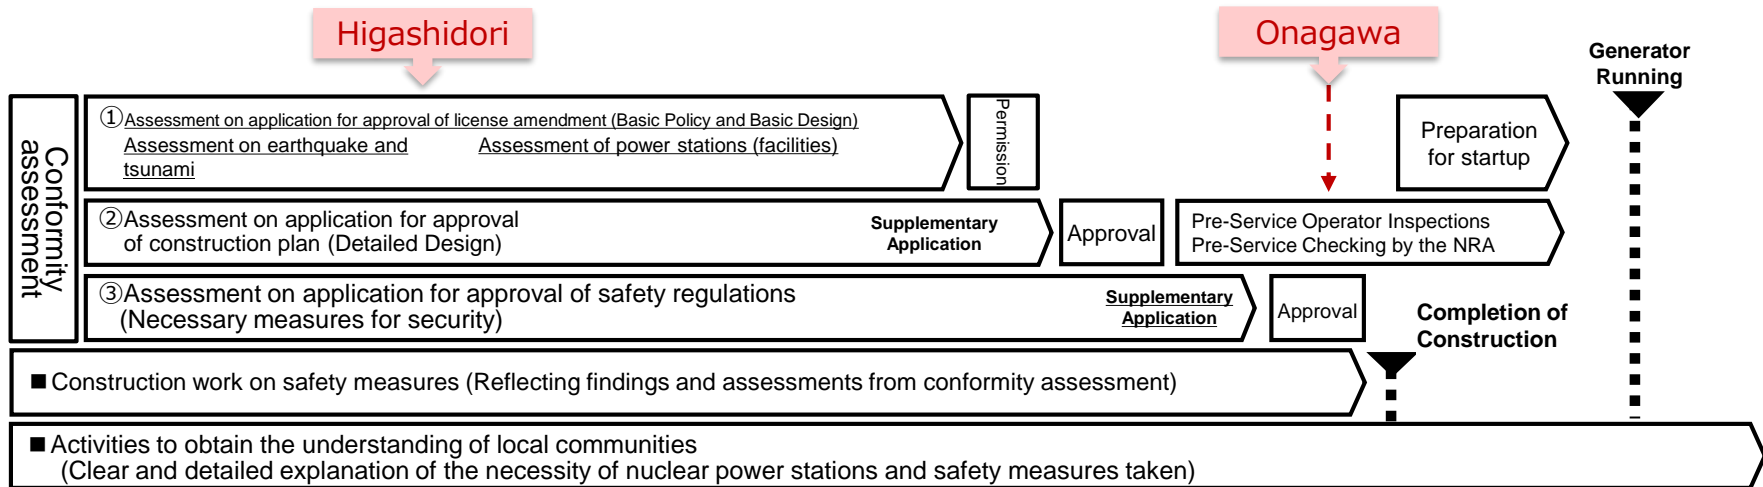 Higashidori
Onagawa
Generator
Running
Conformity
assessment
①Assessment on application for approval of license amendment (Basic Policy and Basic Design)
Assessment on earthquake and
tsunami
Assessment of power stations (facilities)
Permission
Preparation
for startup
②Assessment on application for approval
of construction plan (Detailed Design)
Supplementary
Application
Approval
Pre-Service Operator Inspections
Pre-Service Checking by the NRA
③Assessment on application for approval of safety regulations
(Necessary measures for security)
Supplementary
Application
Approval
Completion of
Construction
■ Construction work on safety measures (Reflecting findings and assessments from conformity assessment)
■ Activities to obtain the understanding of local communities
(Clear and detailed explanation of the necessity of nuclear power stations and safety measures taken)